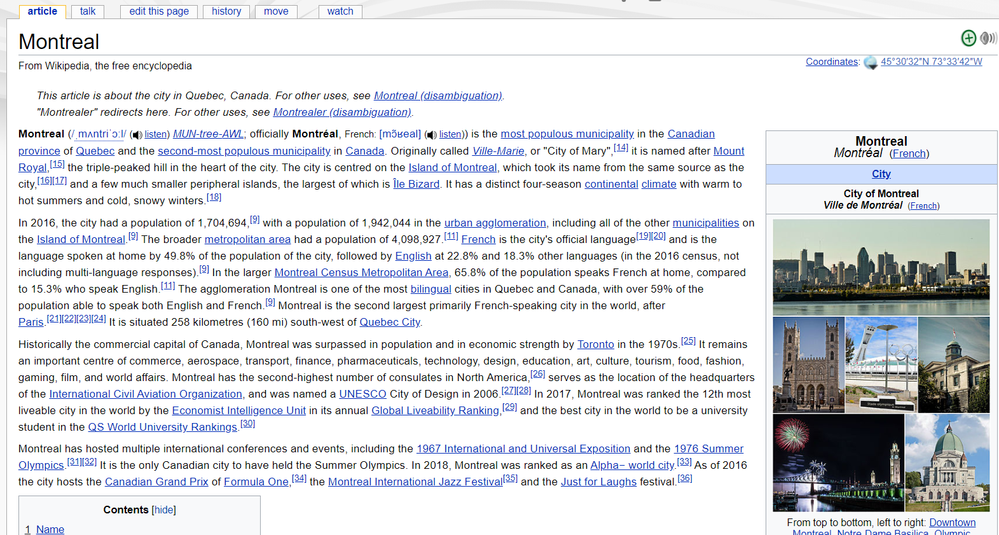 article talk edit this page history move watch
Montreal
From Wikipedia, the free encyclopedia
Coordinates: 45°30′32″N 73°33′42″W
This article is about the city in Quebec, Canada. For other uses, see Montreal (disambiguation).
"Montrealer" redirects here. For other uses, see Montrealer (disambiguation).
Montreal (/ˌmʌntriˈɔːl/ (listen) MUN-tree-AWL; officially Montréal, French: [mɔ̃ʁeal] (listen)) is the most populous municipality in the Canadian
province of Quebec and the second-most populous municipality in Canada. Originally called Ville-Marie, or "City of Mary",[14] it is named after Mount
Royal,[15] the triple-peaked hill in the heart of the city. The city is centred on the Island of Montreal, which took its name from the same source as the
city,[16][17] and a few much smaller peripheral islands, the largest of which is Île Bizard. It has a distinct four-season continental climate with warm to
hot summers and cold, snowy winters.[18]
In 2016, the city had a population of 1,704,694,[9] with a population of 1,942,044 in the urban agglomeration, including all of the other municipalities on
the Island of Montreal.[9] The broader metropolitan area had a population of 4,098,927.[11] French is the city's official language[19][20] and is the
language spoken at home by 49.8% of the population of the city, followed by English at 22.8% and 18.3% other languages (in the 2016 census, not
including multi-language responses).[9] In the larger Montreal Census Metropolitan Area, 65.8% of the population speaks French at home, compared
to 15.3% who speak English.[11] The agglomeration Montreal is one of the most bilingual cities in Quebec and Canada, with over 59% of the
population able to speak both English and French.[9] Montreal is the second largest primarily French-speaking city in the world, after
Paris.[21][22][23][24] It is situated 258 kilometres (160 mi) south-west of Quebec City.
Historically the commercial capital of Canada, Montreal was surpassed in population and in economic strength by Toronto in the 1970s.[25] It remains
an important centre of commerce, aerospace, transport, finance, pharmaceuticals, technology, design, education, art, culture, tourism, food, fashion,
gaming, film, and world affairs. Montreal has the second-highest number of consulates in North America,[26] serves as the location of the headquarters
of the International Civil Aviation Organization, and was named a UNESCO City of Design in 2006.[27][28] In 2017, Montreal was ranked the 12th most
liveable city in the world by the Economist Intelligence Unit in its annual Global Liveability Ranking,[29] and the best city in the world to be a university
student in the QS World University Rankings.[30]
Montreal has hosted multiple international conferences and events, including the 1967 International and Universal Exposition and the 1976 Summer
Olympics.[31][32] It is the only Canadian city to have held the Summer Olympics. In 2018, Montreal was ranked as an Alpha− world city.[33] As of 2016
the city hosts the Canadian Grand Prix of Formula One,[34] the Montreal International Jazz Festival[35] and the Just for Laughs festival.[36]
Contents [hide]
1 Name
Montreal
Montréal (French)
City
City of Montreal
Ville de Montréal (French)
Stade olympique
From top to bottom, left to right: Downtown
Montreal, Notre-Dame Basilica, Olympic